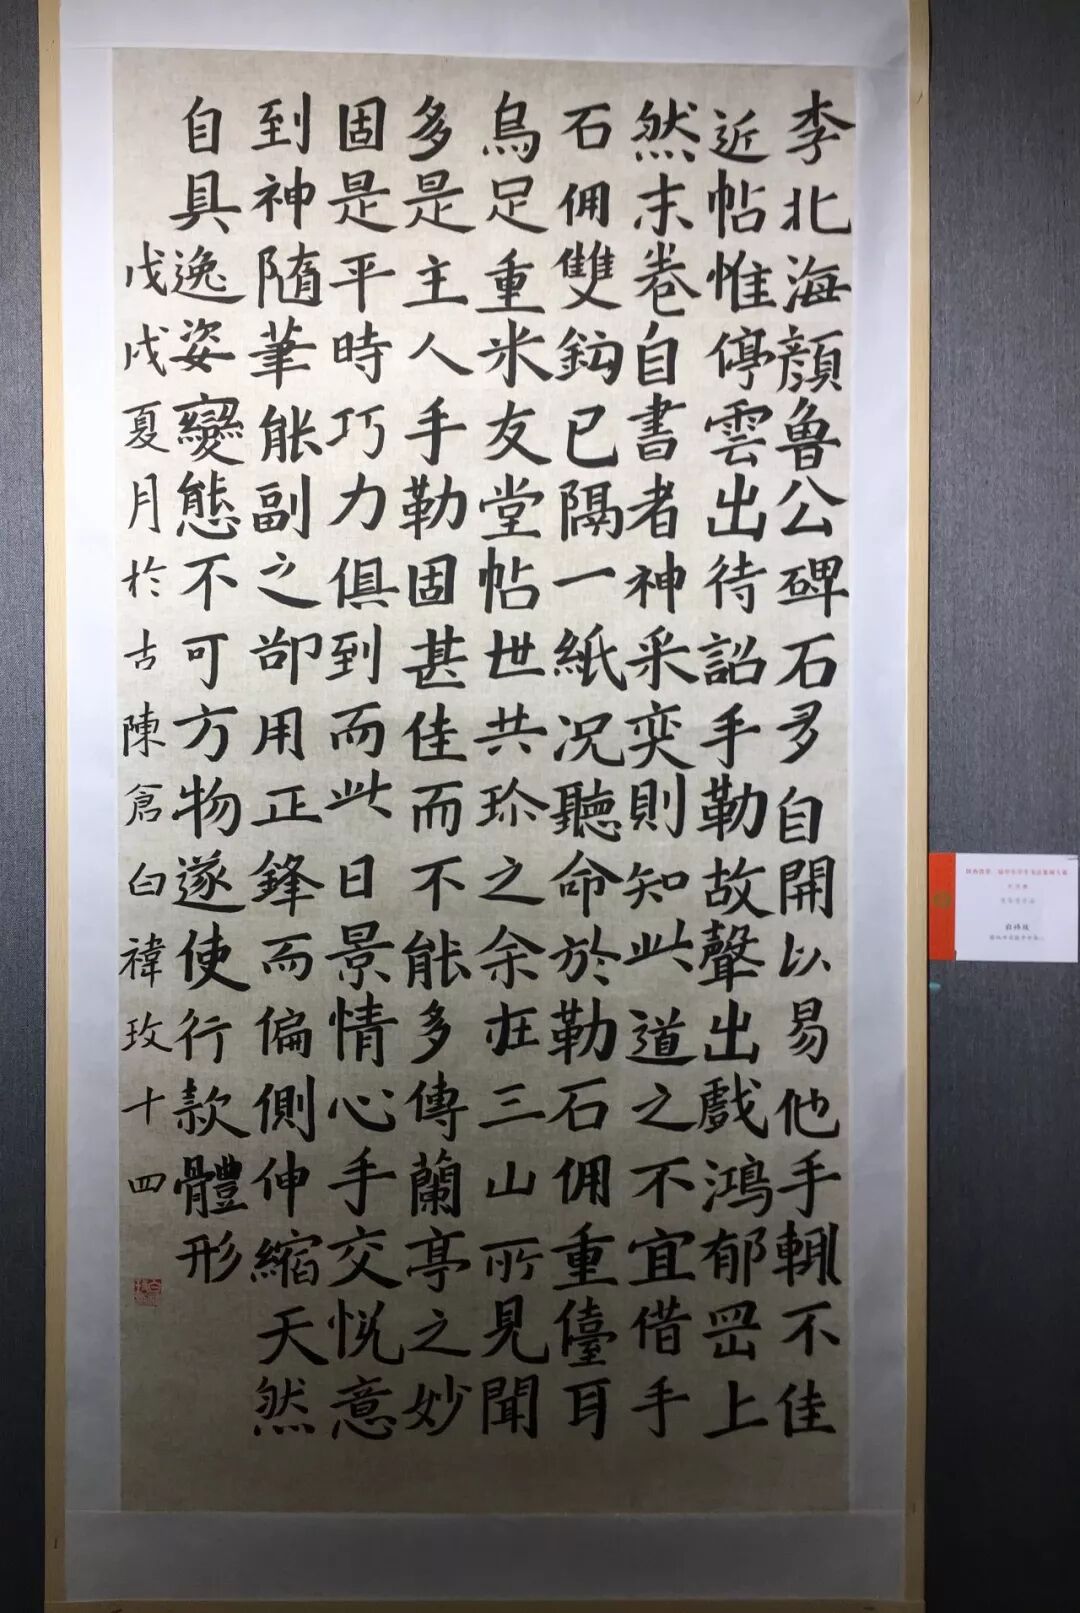 李北海顏魯公碑石多自開以易他手輒不佳
近帖惟停雲出待詔手勒故聲出戲鴻郁罡上
然末卷自書者神采奕則知此道之不宜借手
石佣雙鈎已隔一紙况聽命於勒石佣重儓耳
烏足重米友堂帖世共珎之余在三山所見聞
多是主人手勒固甚佳而不能多傳蘭亭之妙
固是平時巧力俱到而此日景情心手交悦意
到神隨筆能副之卻用正鋒而偏側伸縮天然
自具逸姿變態不可方物遂使行款體形
戊戌夏月於古陳倉白禕玫十四